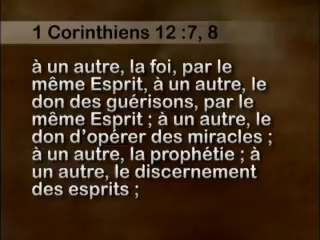 1 Corinthiens 12 :7, 8
à un autre, la foi, par le
même Esprit, à un autre, le
don des guérisons, par le
même Esprit ; à un autre, le
don d’opérer des miracles ;
à un autre, la prophétie ; à
un autre, le discernement
des esprits ;